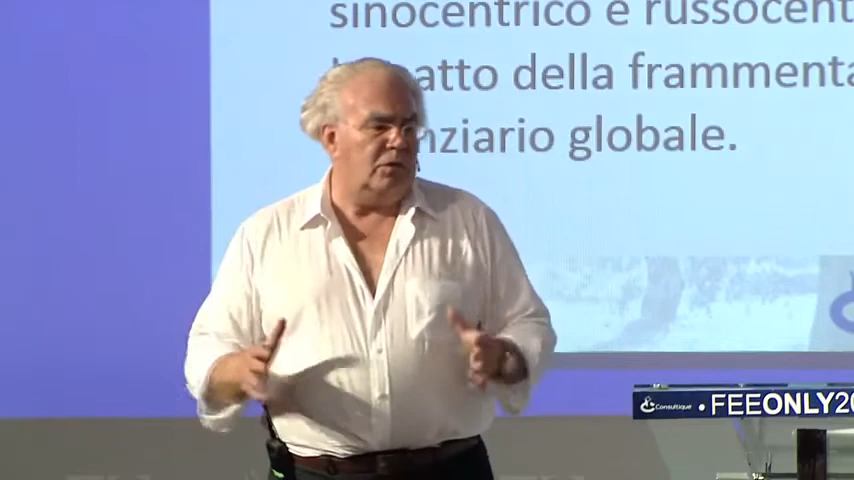 sinocentrico e russocent
atto della frammenta
nziario globale.
Consultique • FEEONLY20